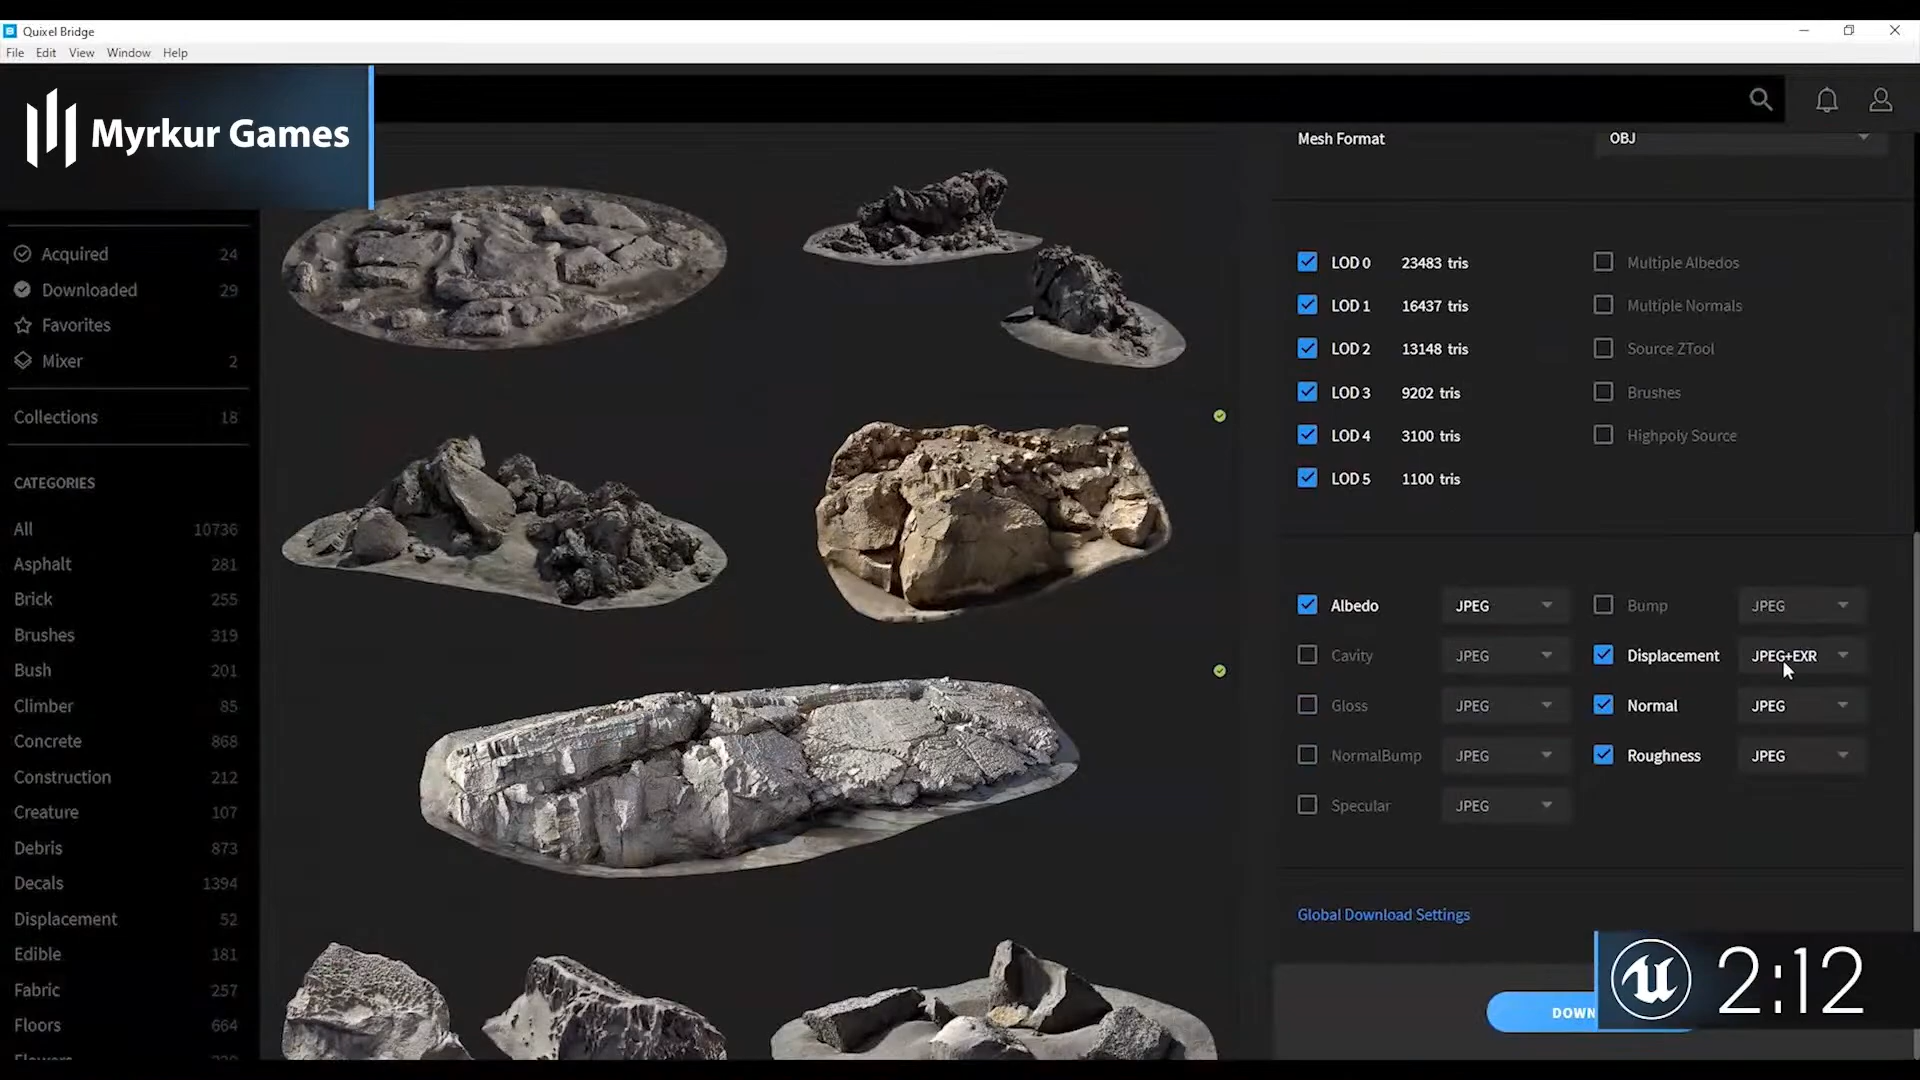 Quixel Bridge
File Edit View Window Help
Myrkur Games
Acquired 24
Downloaded 29
Favorites
Mixer 2
Collections 18
CATEGORIES
All 10736
Asphalt 281
Brick 255
Brushes 319
Bush 201
Climber 85
Concrete 868
Construction 212
Creature 107
Debris 873
Decals 1394
Displacement 52
Edible 181
Fabric 257
Floors 664
Mesh Format OBJ
LOD 0 23483 tris Multiple Albedos
LOD 1 16437 tris Multiple Normals
LOD 2 13148 tris Source ZTool
LOD 3 9202 tris Brushes
LOD 4 3100 tris Highpoly Source
LOD 5 1100 tris
Albedo JPEG Bump JPEG
Cavity JPEG Displacement JPEG+EXR
Gloss JPEG Normal JPEG
NormalBump JPEG Roughness JPEG
Specular JPEG
Global Download Settings
DOWN
2:12